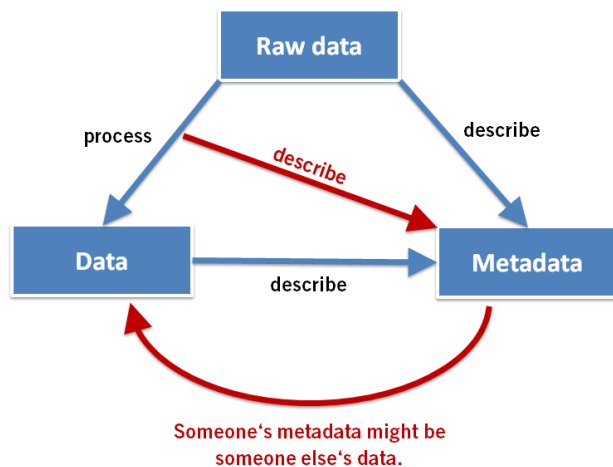 Raw data
process
describe
describe
Data
Metadata
describe
Someone‘s metadata might be
someone else‘s data.